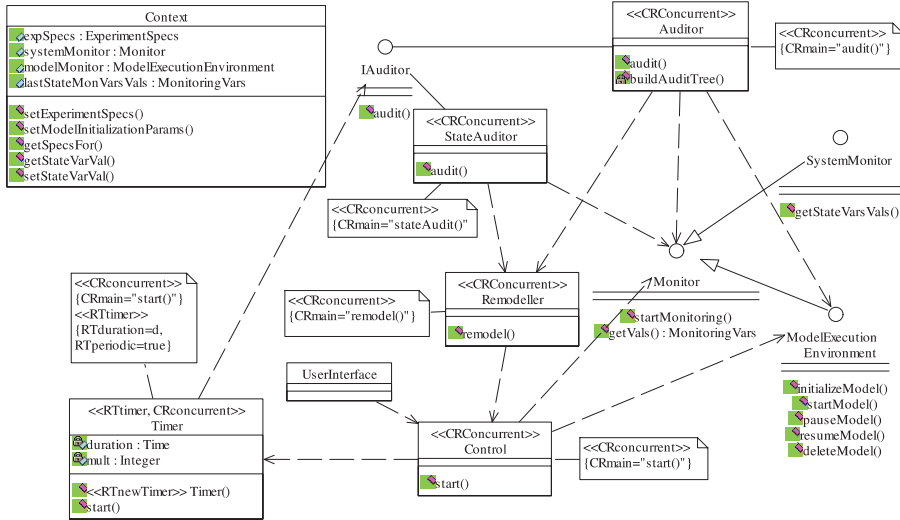 Context
expSpecs : ExperimentSpecs
systemMonitor : Monitor
modelMonitor : ModelExecutionEnvironment
lastStateMonVarsVals : MonitoringVars
setExperimentSpecs()
setModelInitializationParams()
getSpecsFor()
getStateVarVal()
setStateVarVal()
IAuditor
audit()
<<CRConcurrent>>
Auditor
audit()
buildAuditTree()
<<CRconcurrent>>
{CRmain="audit()"}
<<CRConcurrent>>
StateAuditor
audit()
<<CRconcurrent>>
{CRmain="stateAudit()"
SystemMonitor
getStateVarsVals()
<<CRconcurrent>>
{CRmain="start()"}
<<RTtimer>>
{RTduration=d,
RTperiodic=true}
<<CRconcurrent>>
{CRmain="remodel()"}
<<CRConcurrent>>
Remodeller
remodel()
Monitor
startMonitoring()
getVals() : MonitoringVars
ModelExecution
Environment
initializeModel()
startModel()
pauseModel()
resumeModel()
deleteModel()
UserInterface
<<RTtimer, CRconcurrent>>
Timer
duration : Time
mult : Integer
<<RTnewTimer>> Timer()
start()
<<CRConcurrent>>
Control
start()
<<CRconcurrent>>
{CRmain="start()"}